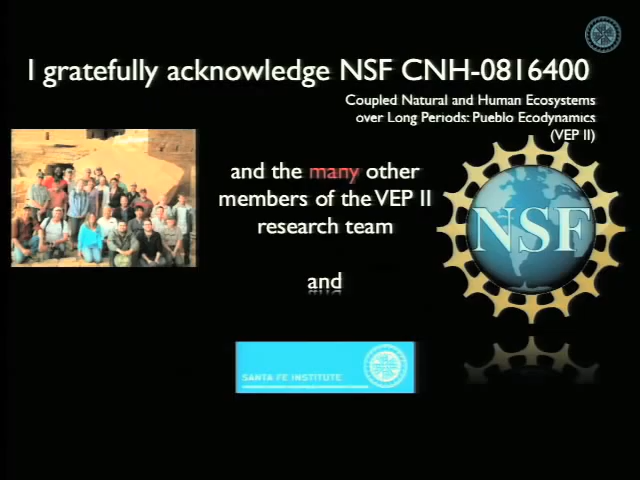 I gratefully acknowledge NSF CNH-0816400
Coupled Natural and Human Ecosystems
over Long Periods: Pueblo Ecodynamics
(VEP II)
and the many other
members of the VEP II
research team
NSF
and
SANTA FE INSTITUTE